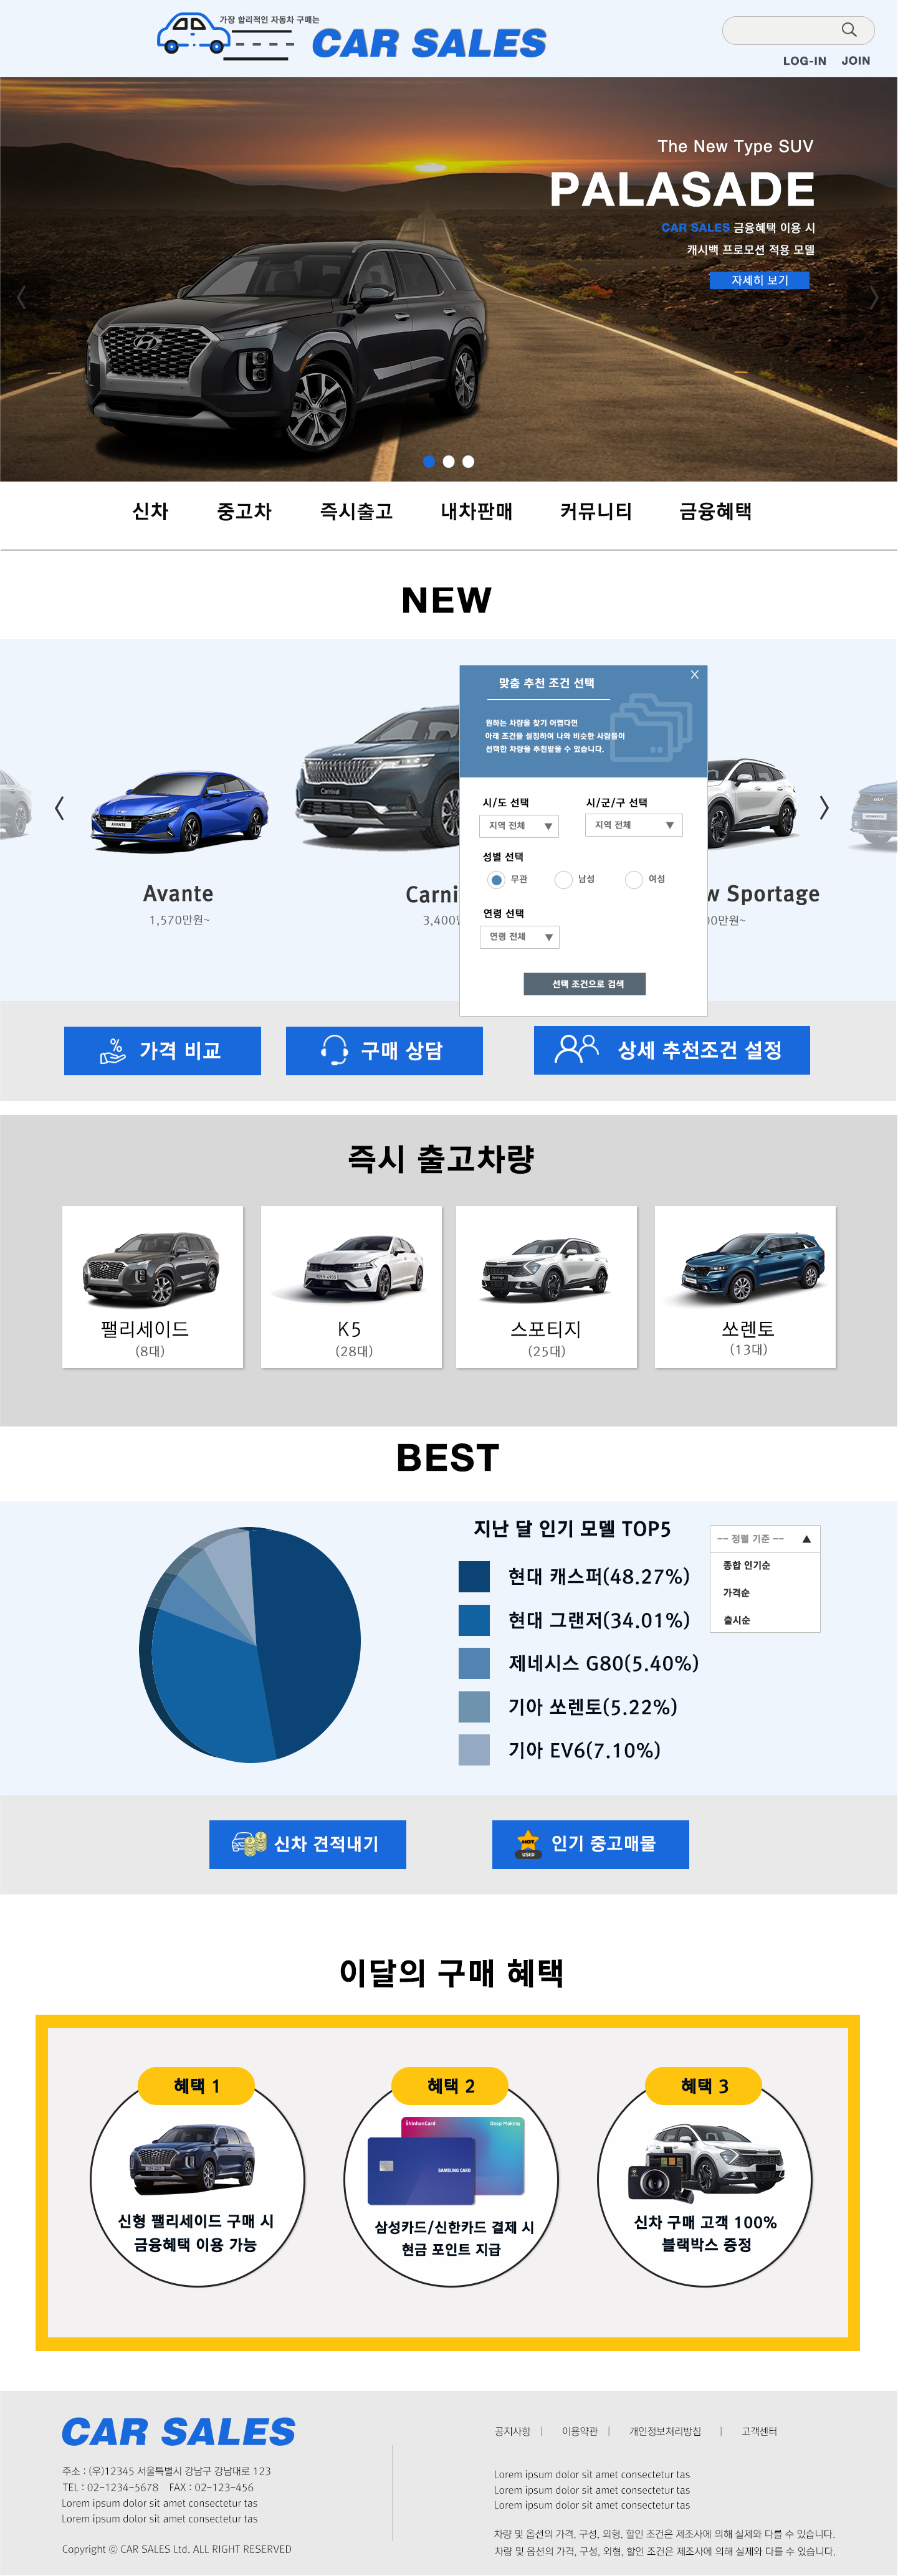 가장 합리적인 자동차 구매는
CAR SALES
LOG-IN JOIN
The New Type SUV
PALASADE
CAR SALES 금융혜택 이용 시
캐시백 프로모션 적용 모델
자세히 보기
신차 중고차 즉시출고 내차판매 커뮤니티 금융혜택
NEW
맞춤 추천 조건 선택
X
원하는 차량을 찾기 어렵다면
아래 조건을 설정하여 나와 비슷한 사람들이
선택한 차량을 추천받을 수 있습니다.
시/도 선택 시/군/구 선택
지역 전체 ▼ 지역 전체 ▼
성별 선택
무관 남성 여성
연령 선택
연령 전체 ▼
선택 조건으로 검색
AVANTE
Carnival
Avante
1,570만원~
Carni
3,400
w Sportage
00만원~
가격 비교
구매 상담
상세 추천조건 설정
즉시 출고차량
팰리세이드
(8대)
K5
(28대)
스포티지
(25대)
쏘렌토
(13대)
BEST
지난 달 인기 모델 TOP5
현대 캐스퍼(48.27%)
현대 그랜저(34.01%)
제네시스 G80(5.40%)
기아 쏘렌토(5.22%)
기아 EV6(7.10%)
-- 정렬 기준 -- ▲
종합 인기순
가격순
출시순
신차 견적내기
HOT
USED
인기 중고매물
이달의 구매 혜택
혜택 1
신형 팰리세이드 구매 시
금융혜택 이용 가능
혜택 2
ShinhanCard Deep Making
SAMSUNG CARD
삼성카드/신한카드 결제 시
현금 포인트 지급
혜택 3
신차 구매 고객 100%
블랙박스 증정
CAR SALES
주소 : (우)12345 서울특별시 강남구 강남대로 123
TEL : 02-1234-5678 FAX : 02-123-456
Lorem ipsum dolor sit amet consectetur tas
Lorem ipsum dolor sit amet consectetur tas
Copyright ⓒ CAR SALES Ltd. ALL RIGHT RESERVED
공지사항 | 이용약관 | 개인정보처리방침 | 고객센터
Lorem ipsum dolor sit amet consectetur tas
Lorem ipsum dolor sit amet consectetur tas
Lorem ipsum dolor sit amet consectetur tas
차량 및 옵션의 가격, 구성, 외형, 할인 조건은 제조사에 의해 실제와 다를 수 있습니다.
차량 및 옵션의 가격, 구성, 외형, 할인 조건은 제조사에 의해 실제와 다를 수 있습니다.